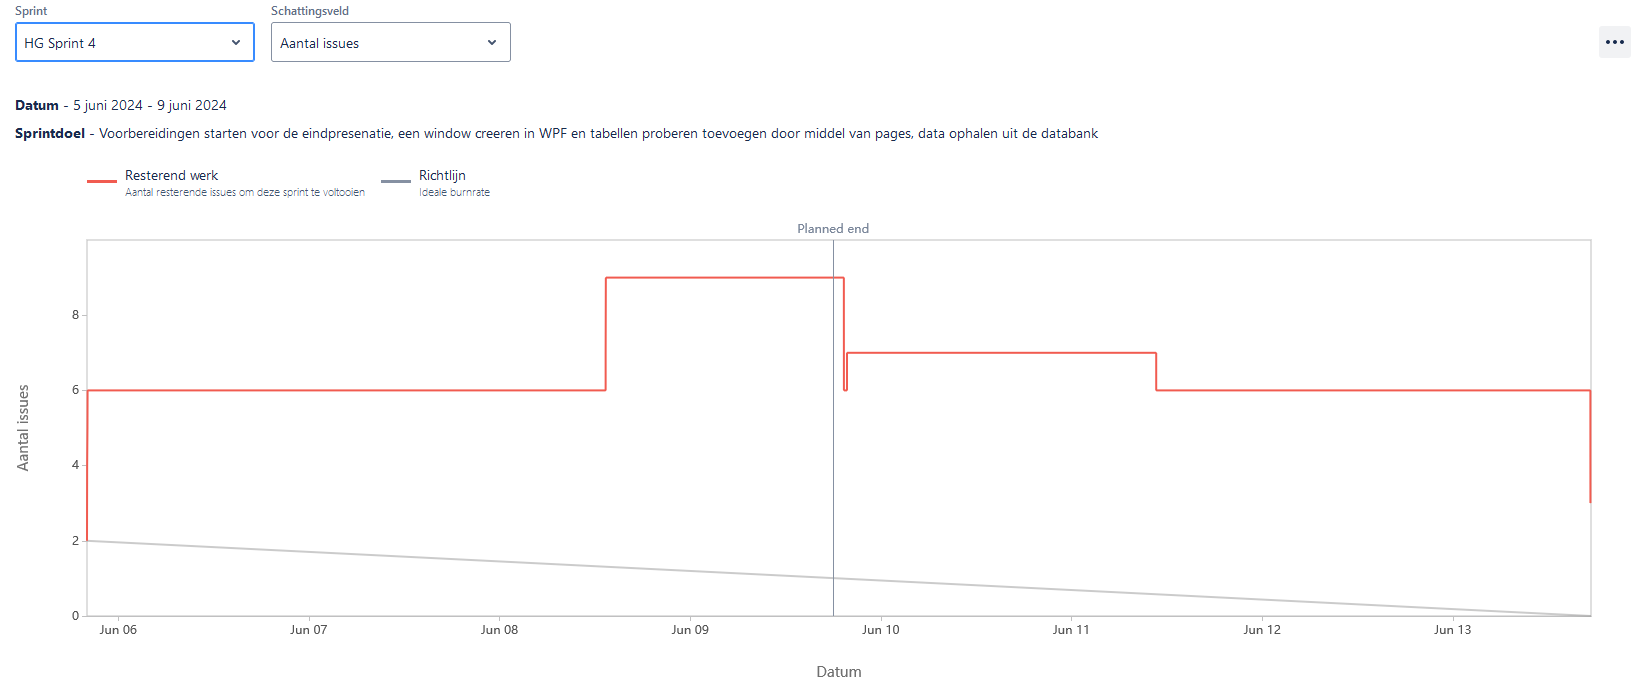 Sprint
Schattingsveld
HG Sprint 4
Aantal issues
Datum - 5 juni 2024 - 9 juni 2024
Sprintdoel - Voorbereidingen starten voor de eindpresenatie, een window creeren in WPF en tabellen proberen toevoegen door middel van pages, data ophalen uit de databank
Resterend werk
Aantal resterende issues om deze sprint te voltooien
Richtlijn
Ideale burnrate
Planned end
8
6
4
2
0
Aantal issues
Jun 06
Jun 07
Jun 08
Jun 09
Jun 10
Jun 11
Jun 12
Jun 13
Datum